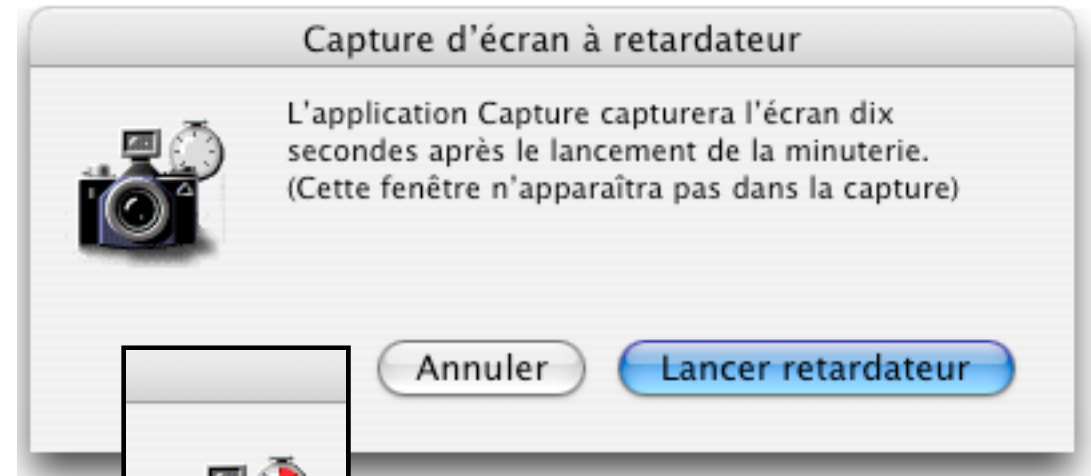 Capture d’écran à retardateur
L’application Capture capturera l’écran dix
secondes après le lancement de la minuterie.
(Cette fenêtre n’apparaîtra pas dans la capture)
Annuler
Lancer retardateur